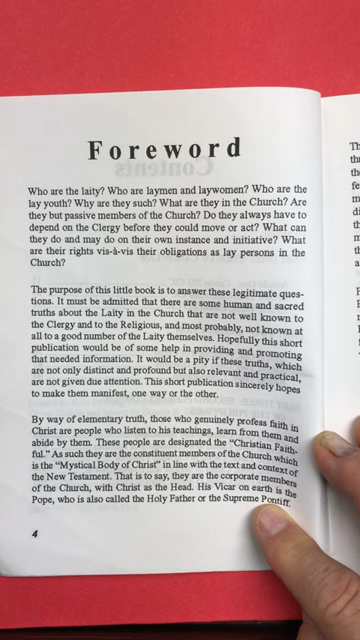 Foreword
Who are the laity? Who are laymen and laywomen? Who are the
lay youth? Why are they such? What are they in the Church? Are
they but passive members of the Church? Do they always have to
depend on the Clergy before they could move or act? What can
they do and may do on their own instance and initiative? What
are their rights vis-à-vis their obligations as lay persons in the
Church?
The purpose of this little book is to answer these legitimate ques-
tions. It must be admitted that there are some human and sacred
truths about the Laity in the Church that are not well known to
the Clergy and to the Religious, and most probably, not known at
all to a good number of the Laity themselves. Hopefully this short
publication would be of some help in providing and promoting
that needed information. It would be a pity if these truths, which
are not only distinct and profound but also relevant and practical,
are not given due attention. This short publication sincerely hopes
to make them manifest, one way or the other.
By way of elementary truth, those who genuinely profess faith in
Christ are people who listen to his teachings, learn from them and
abide by them. These people are designated the "Christian Faith-
ful." As such they are the constituent members of the Church which
is the "Mystical Body of Christ" in line with the text and context of
the New Testament. That is to say, they are the corporate members
of the Church, with Christ as the Head. His Vicar on earth is the
Pope, who is also called the Holy Father or the Supreme Pontiff.
4